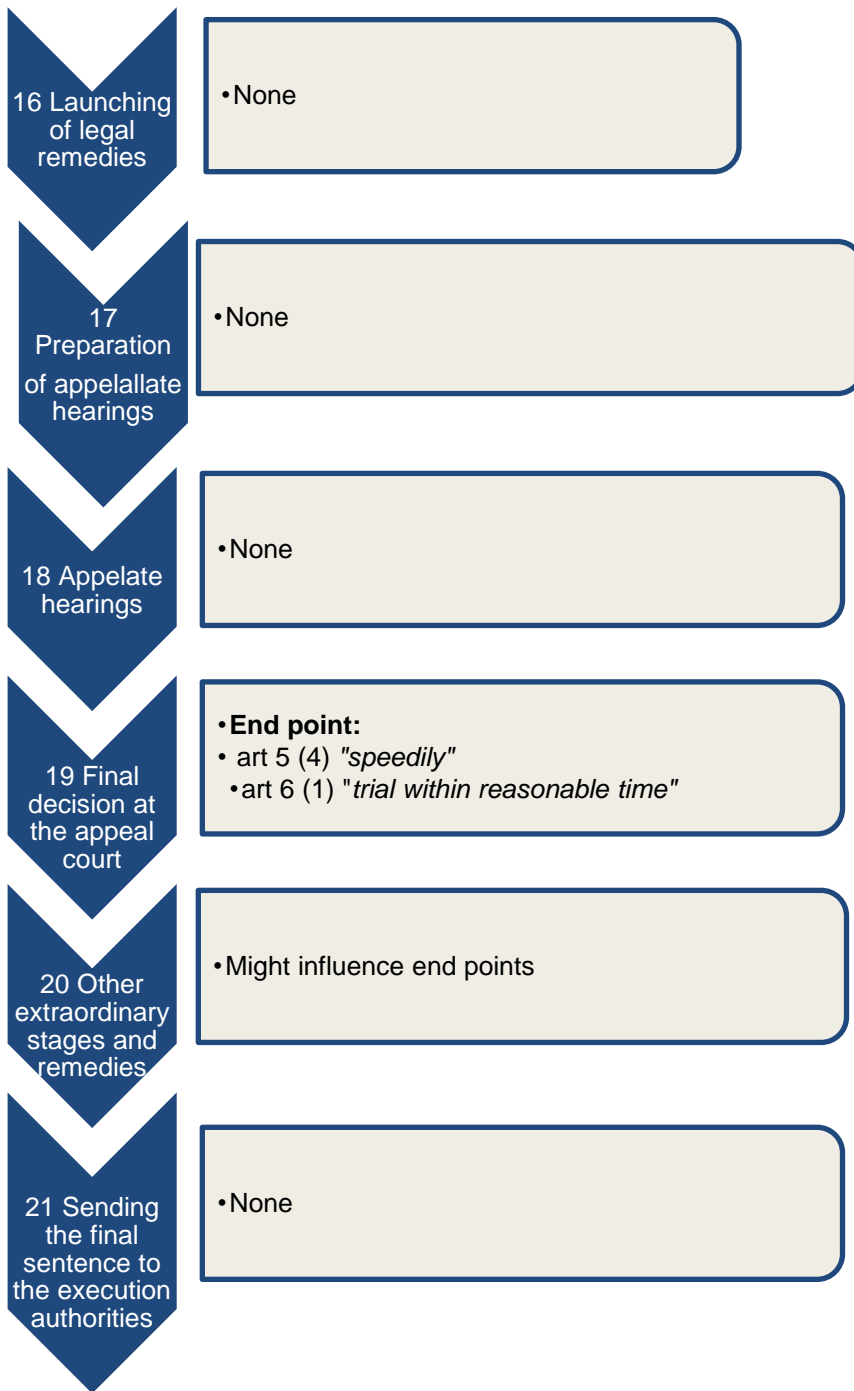 16 Launching
of legal
remedies
•None
17
Preparation
of appelallate
hearings
•None
18 Appelate
hearings
•None
19 Final
decision at
the appeal
court
•End point:
• art 5 (4) "speedily"
•art 6 (1) "trial within reasonable time"
20 Other
extraordinary
stages and
remedies
•Might influence end points
21 Sending
the final
sentence to
the execution
authorities
•None